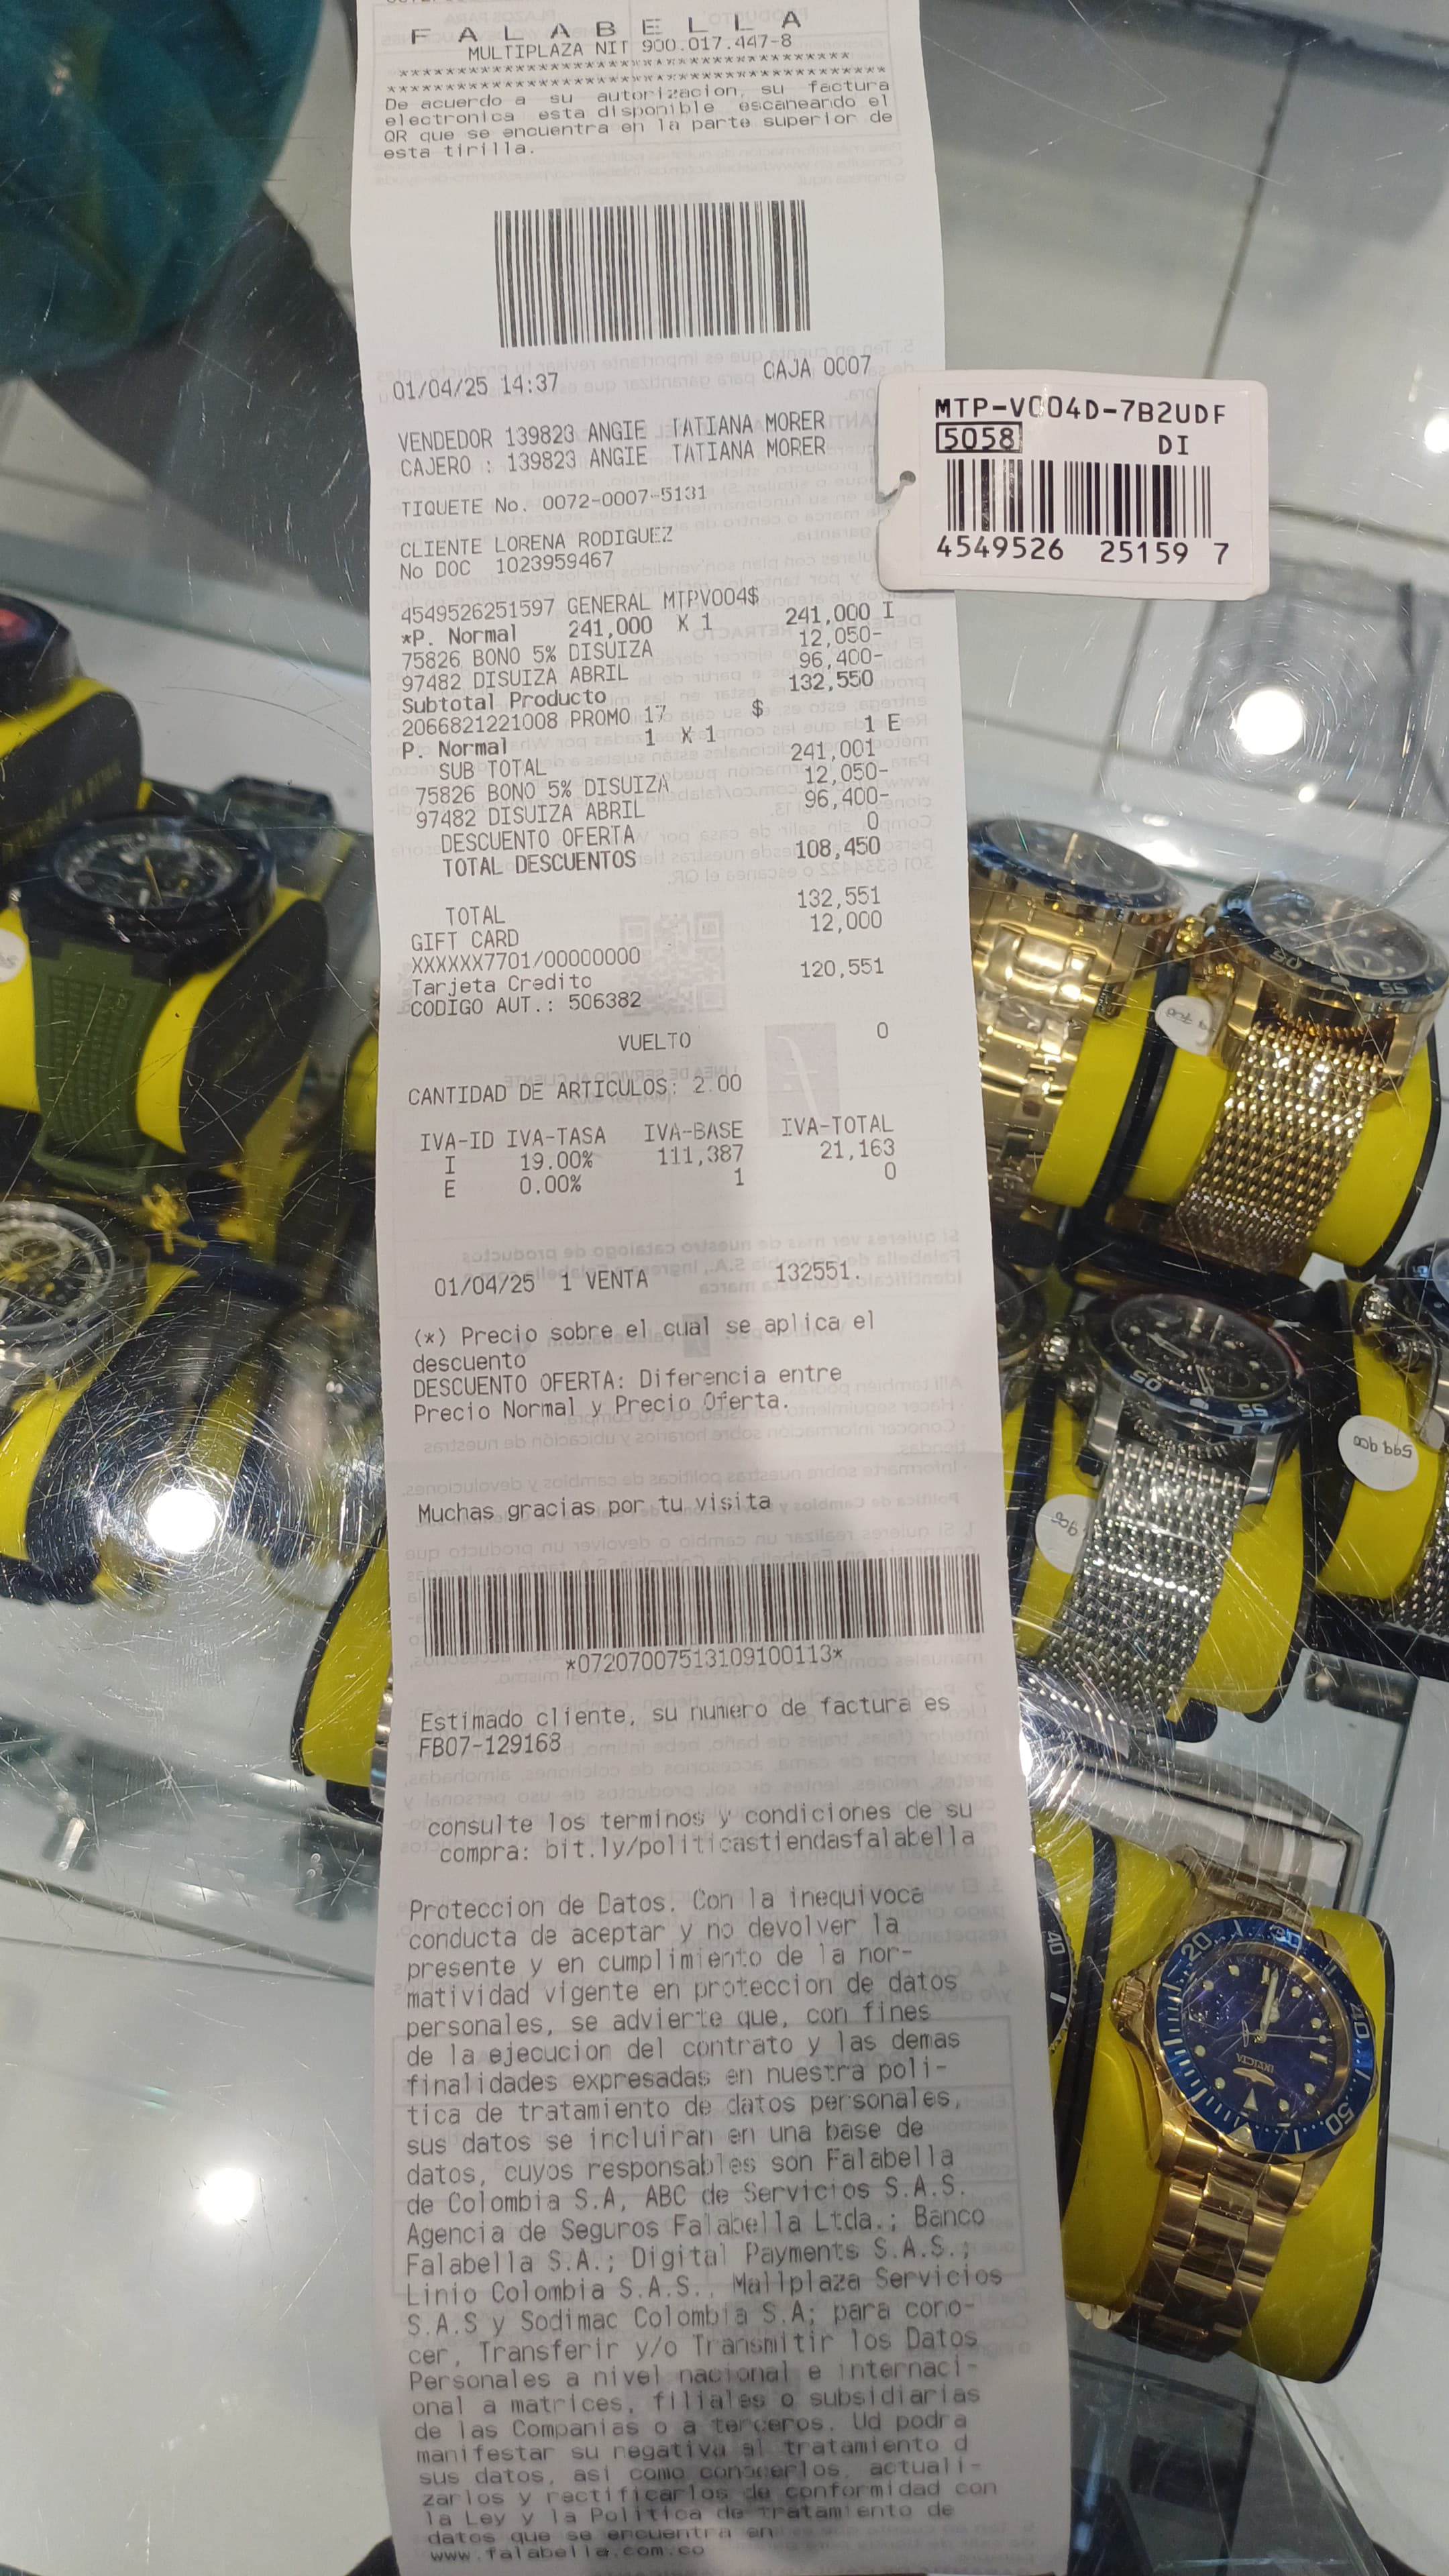 F A L A B E L L A
MULTIPLAZA NIT 900.017.447-8
***************************************
******************************************
De acuerdo a su autorizacion, su factura
electronica esta disponible escaneando el
QR que se encuentra en la parte superior de
esta tirilla.
01/04/25 14:37 CAJA 0007
VENDEDOR 139823 ANGIE TATIANA MORER
CAJERO : 139823 ANGIE TATIANA MORER
TIQUETE No. 0072-0007-5131
CLIENTE LORENA RODIGUEZ
No DOC 1023959467
4549526251597 GENERAL MTPV004$
*P. Normal 241,000 X 1 241,000 I
75826 BONO 5% DISUIZA 12,050-
97482 DISUIZA ABRIL 96,400-
Subtotal Producto 132,550
2066821221008 PROMO 17 $
P. Normal 1 X 1 1 E
SUB TOTAL 241,001
75826 BONO 5% DISUIZA 12,050-
97482 DISUIZA ABRIL 96,400-
DESCUENTO OFERTA 0
TOTAL DESCUENTOS 108,450
TOTAL 132,551
GIFT CARD 12,000
XXXXXX7701/00000000
Tarjeta Credito 120,551
CODIGO AUT.: 506382
VUELTO 0
CANTIDAD DE ARTICULOS: 2.00
IVA-ID IVA-TASA IVA-BASE IVA-TOTAL
I 19.00% 111,387 21,163
E 0.00% 1 0
01/04/25 1 VENTA 132551.
(*) Precio sobre el cual se aplica el
descuento
DESCUENTO OFERTA: Diferencia entre
Precio Normal y Precio Oferta.
Muchas gracias por tu visita
*07207007513109100113*
Estimado cliente, su numero de factura es
FB07-129168
consulte los terminos y condiciones de su
compra: bit.ly/politicastiendasfalabella
Proteccion de Datos. Con la inequivoca
conducta de aceptar y no devolver la
presente y en cumplimiento de la nor-
matividad vigente en proteccion de datos
personales, se advierte que, con fines
de la ejecucion del contrato y las demas
finalidades expresadas en nuestra poli-
tica de tratamiento de datos personales,
sus datos se incluiran en una base de
datos, cuyos responsables son Falabella
de Colombia S.A, ABC de Servicios S.A.S.
Agencia de Seguros Falabella Ltda.; Banco
Falabella S.A.; Digital Payments S.A.S.;
Linio Colombia S.A.S., Mallplaza Servicios
S.A.S y Sodimac Colombia S.A; para cono-
cer, Transferir y/o Transmitir los Datos
Personales a nivel nacional e internaci-
onal a matrices, filiales o subsidiarias
de las Companias o a terceros. Ud podra
manifestar su negativa al tratamiento d
sus datos, asi como conocerlos, actuali-
zarlos y rectificarlos de conformidad con
la Ley y la Politica de tratamiento de
datos que se encuentra en
www.falabella.com.co
MTP-V004D-7B2UDF
5058 DI
4549526 25159 7
599.900
20 30 40 50
INVICTA